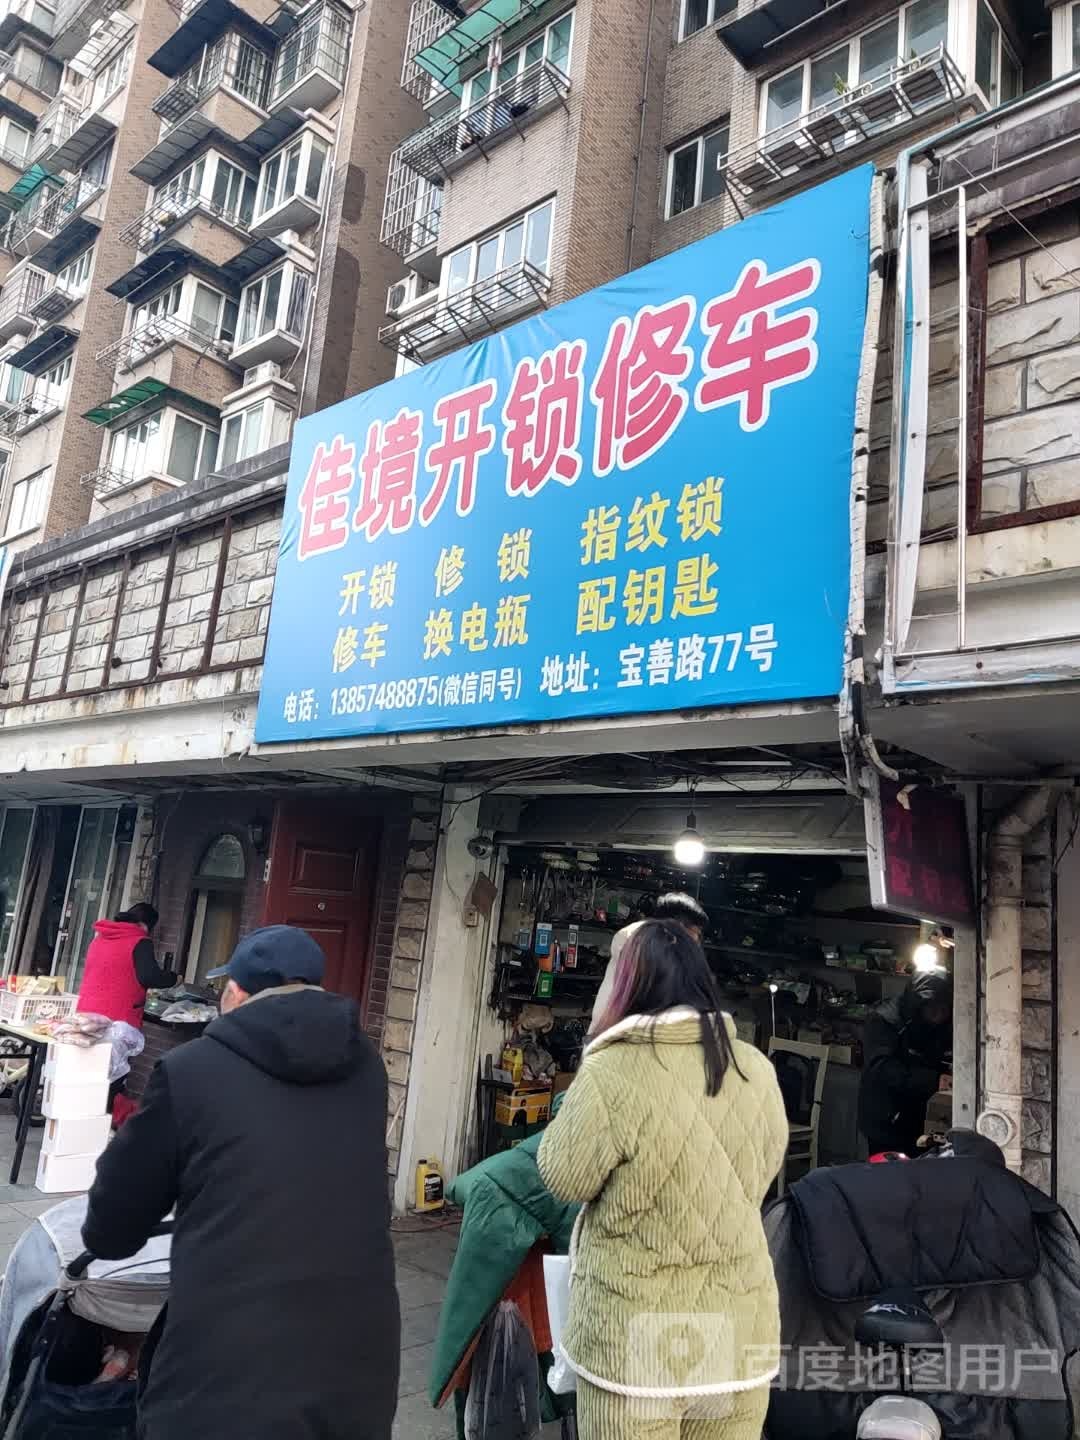 佳境开锁修车
开锁 修 锁 指纹锁
修车 换电瓶 配钥匙
电话：13857488875(微信同号) 地址：宝善路77号
百度地图用户